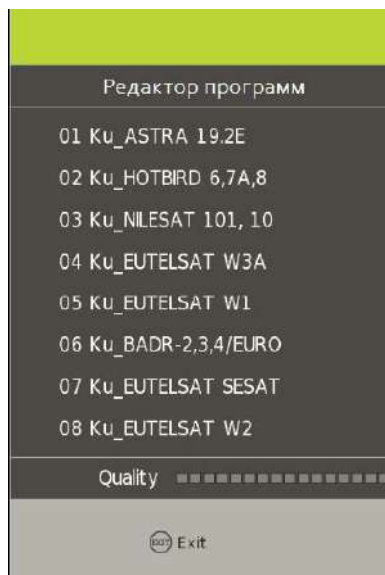 Редактор программ
01 Ku_ASTRA 19.2E
02 Ku_HOTBIRD 6,7A,8
03 Ku_NILESAT 101, 10
04 Ku_EUTELSAT W3A
05 Ku_EUTELSAT W1
06 Ku_BADR-2,3,4/EURO
07 Ku_EUTELSAT SESAT
08 Ku_EUTELSAT W2
Quality
EXIT Exit